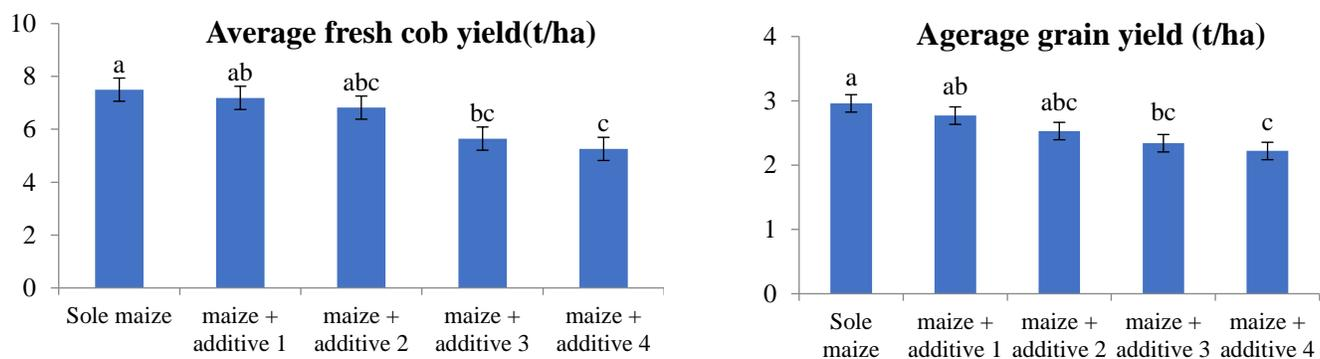 Average fresh cob yield(t/ha)
10
8
6
4
2
0
a
ab
abc
bc
c
Sole maize
maize +
additive 1
maize +
additive 2
maize +
additive 3
maize +
additive 4
Agerage grain yield (t/ha)
4
3
2
1
0
a
ab
abc
bc
c
Sole
maize
maize +
additive 1
maize +
additive 2
maize +
additive 3
maize +
additive 4